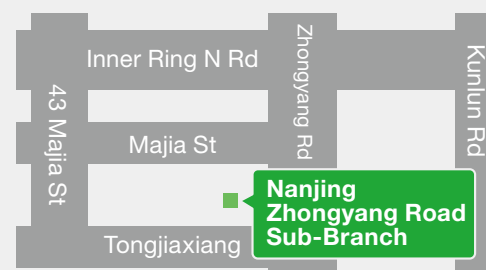 Inner Ring N Rd
Zhongyang Rd
Kunlun Rd
43 Majia St
Majia St
Nanjing
Zhongyang Road
Sub-Branch
Tongjiaxiang